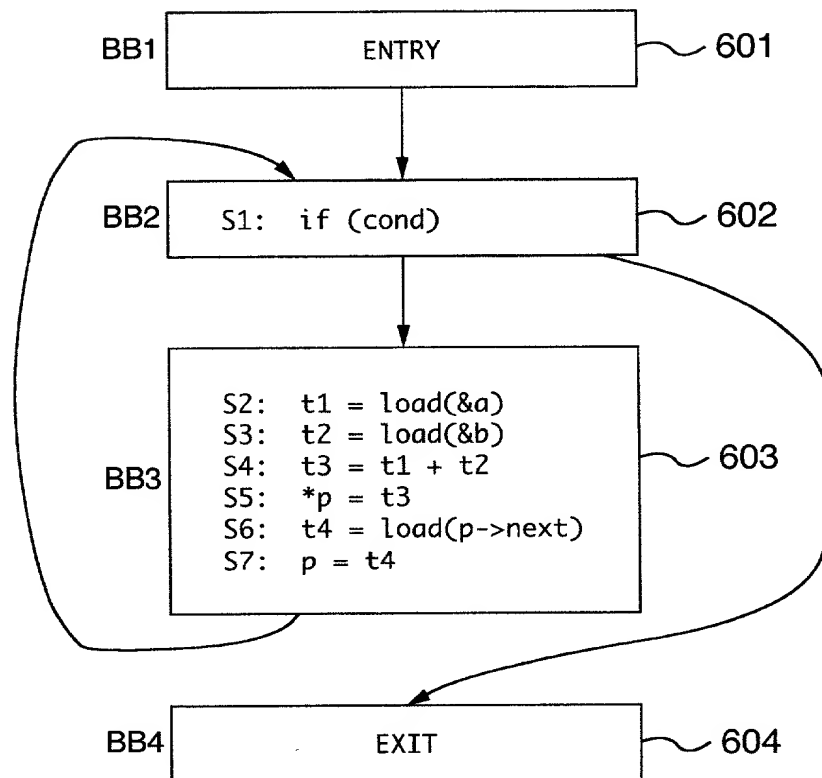 BB1 ENTRY 601
BB2 S1: if (cond) 602
S2: t1 = load(&a)
S3: t2 = load(&b)
S4: t3 = t1 + t2
BB3 603
S5: *p = t3
S6: t4 = load(p->next)
S7: p = t4
BB4 EXIT 604